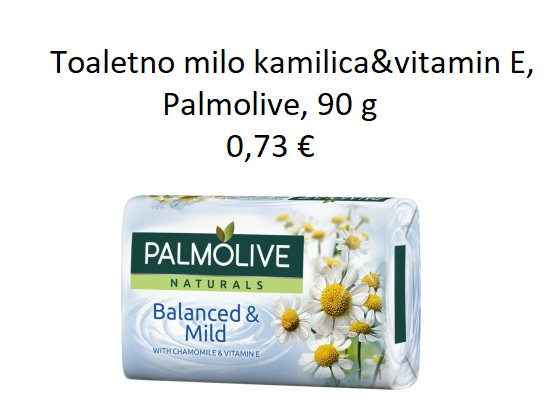 Toaletno milo kamilica&vitamin E,
Palmolive, 90 g
0,73 €
PALMOLIVE
NATURALS
Balanced &
Mild
WITH CHAMOMILE & VITAMIN E